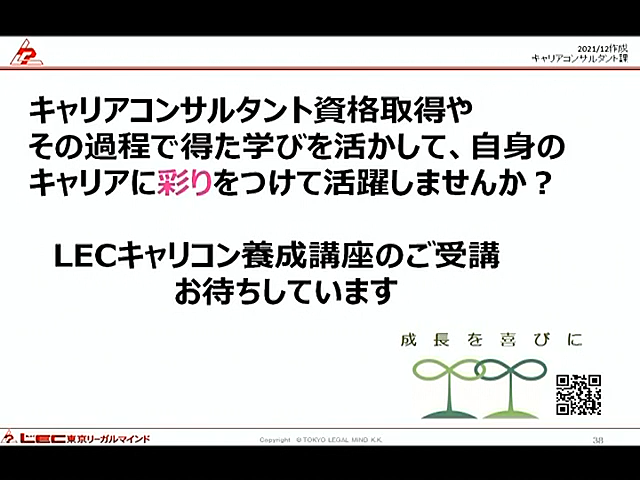 2021/12作成
キャリアコンサルタント課
キャリアコンサルタント資格取得や
その過程で得た学びを活かして、自身の
キャリアに彩りをつけて活躍しませんか？
LECキャリコン養成講座のご受講
お待ちしています
成長を喜びに
LEC東京リーガルマインド
Copyright © TOKYO LEGAL MIND K.K.
38